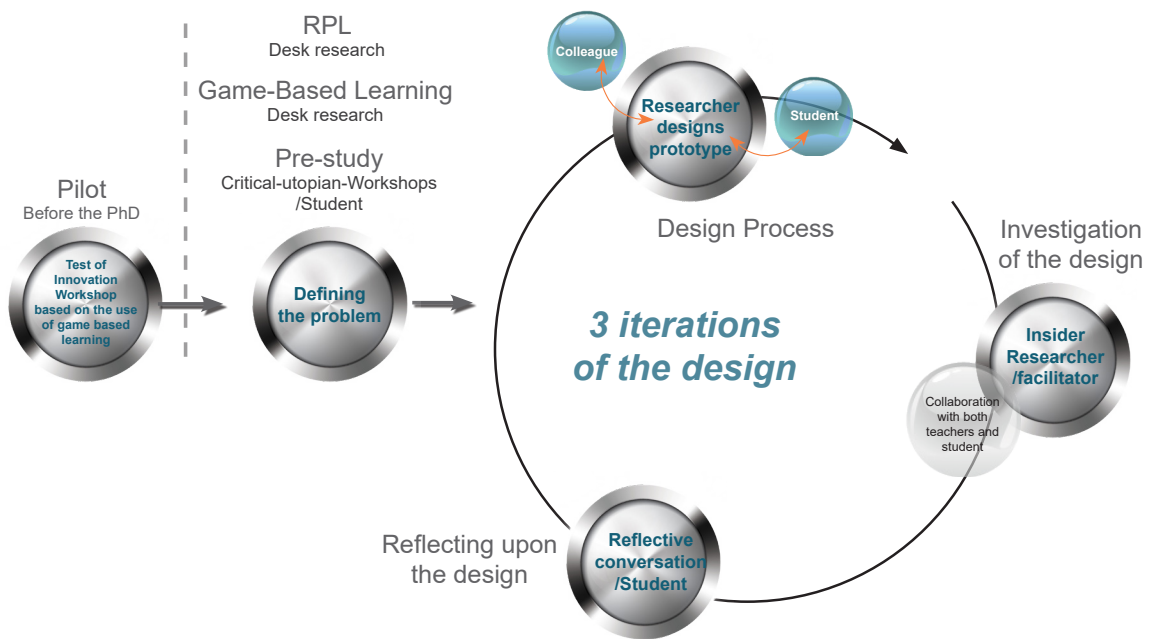 Pilot
Before the PhD
Test of
Innovation
Workshop
based on the use
of game based
learning
RPL
Desk research
Game-Based Learning
Desk research
Pre-study
Critical-utopian-Workshops
/Student
Defining
the problem
Colleague
Researcher
designs
prototype
Student
Design Process
3 iterations
of the design
Investigation
of the design
Insider
Researcher
/facilitator
Collaboration
with both
teachers and
student
Reflecting upon
the design
Reflective
conversation
/Student